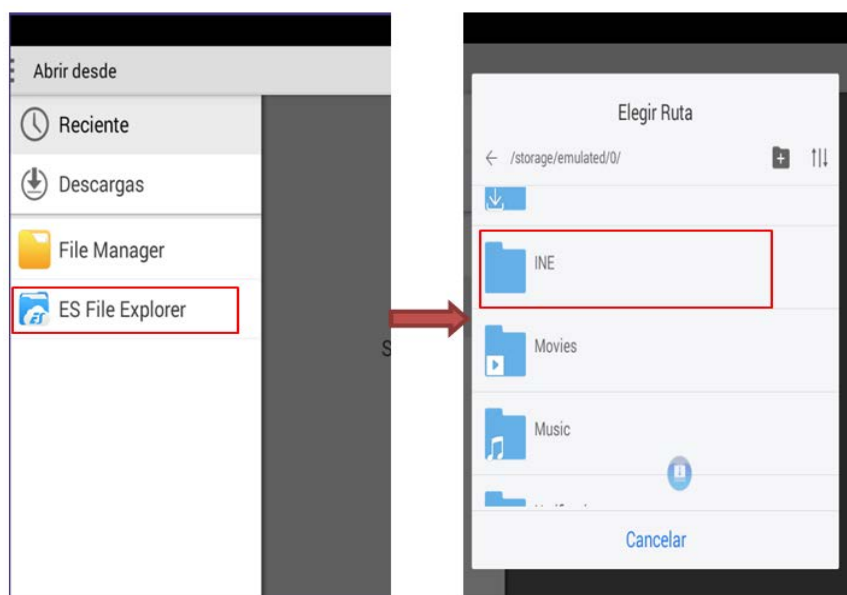 Abrir desde
Reciente
Descargas
File Manager
ES File Explorer
S
Elegir Ruta
/storage/emulated/0/
INE
Movies
Music
Cancelar